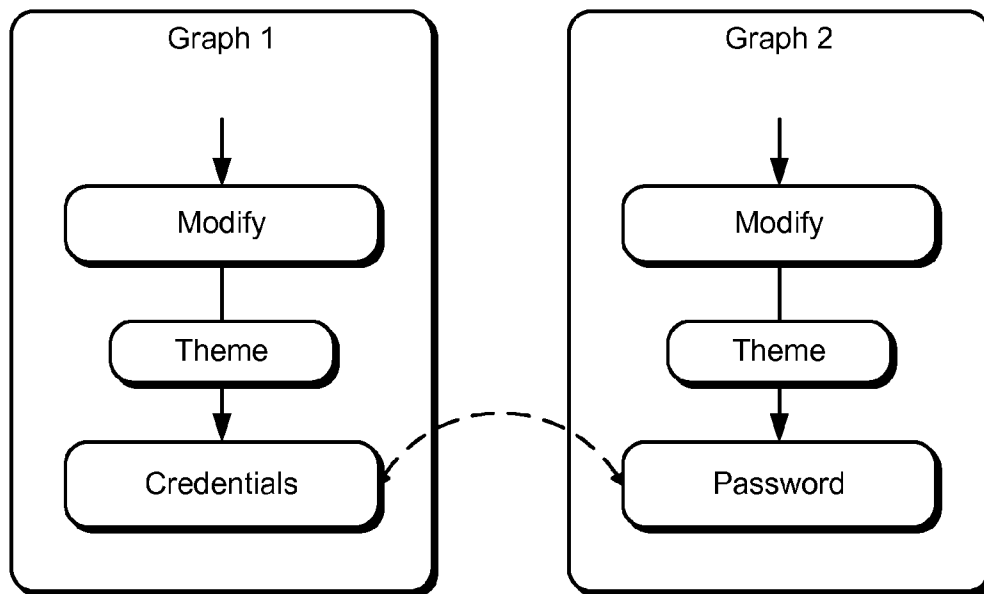 Graph 1
Modify
Theme
Credentials
Graph 2
Modify
Theme
Password